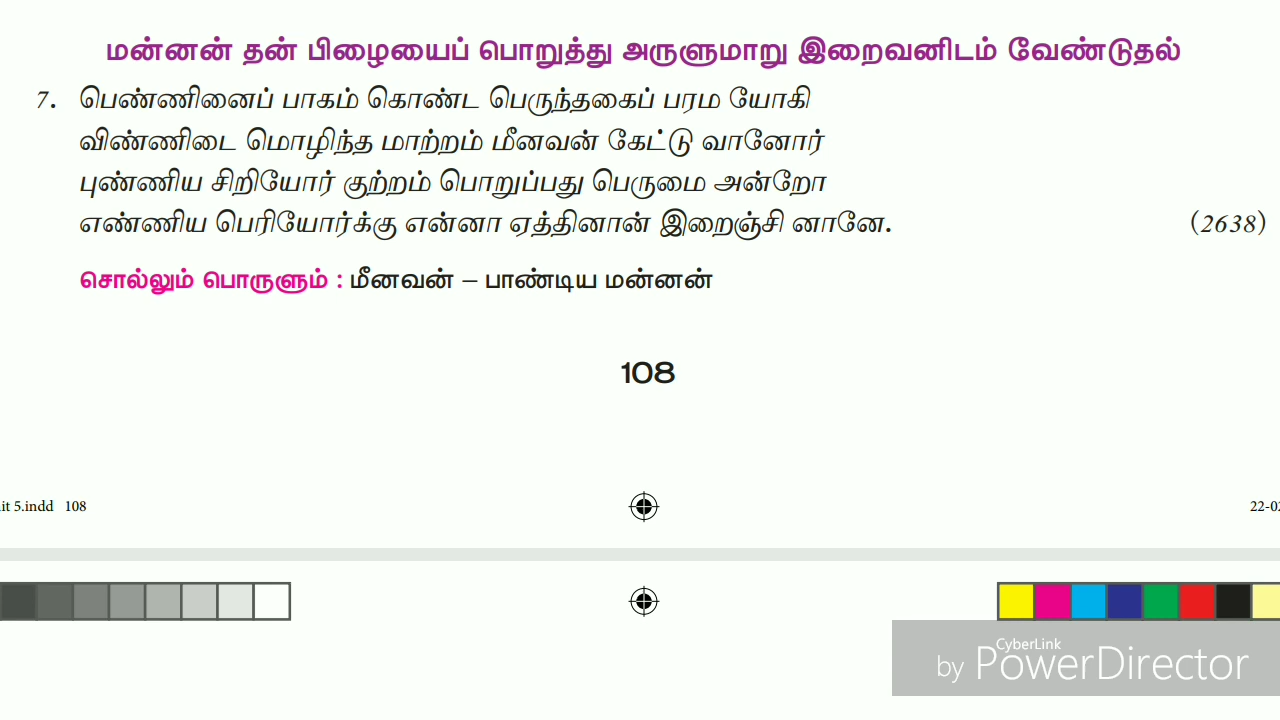 மன்னன் தன் பிழையைப் பொறுத்து அருளுமாறு இறைவனிடம் வேண்டுதல்
7. பெண்ணினைப் பாகம் கொண்ட பெருந்தகைப் பரம யோகி
விண்ணிடை மொழிந்த மாற்றம் மீனவன் கேட்டு வானோர்
புண்ணிய சிறியோர் குற்றம் பொறுப்பது பெருமை அன்றோ
எண்ணிய பெரியோர்க்கு என்னா ஏத்தினான் இறைஞ்சி னானே. (2638)
சொல்லும் பொருளும் : மீனவன் – பாண்டிய மன்னன்
108
it 5.indd 108
22-02
CyberLink
by PowerDirector